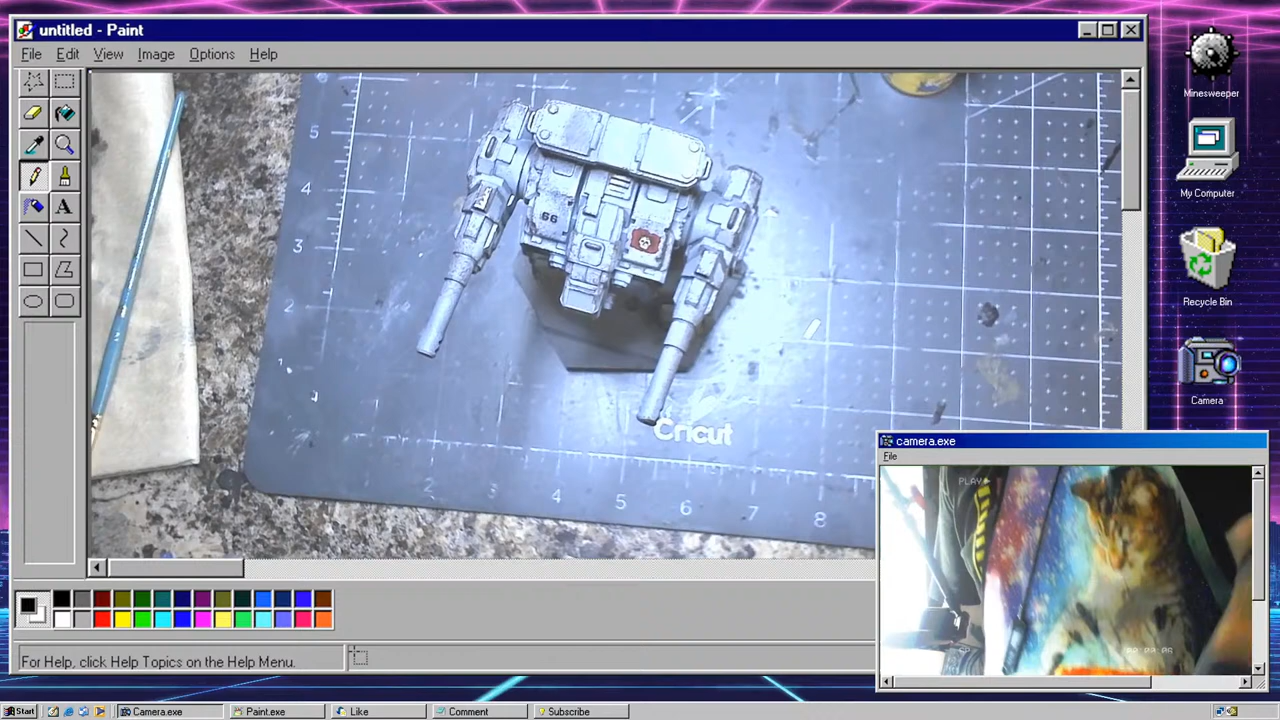 untitled - Paint
File Edit View Image Options Help
Minesweeper
My Computer
Recycle Bin
Camera
5
4
3
2
1
66
Cricut
2 3 4 5 6 7 8
camera.exe
File
PLAY
SP
For Help, click Help Topics on the Help Menu.
Start Camera.exe Paint.exe Like Comment Subscribe